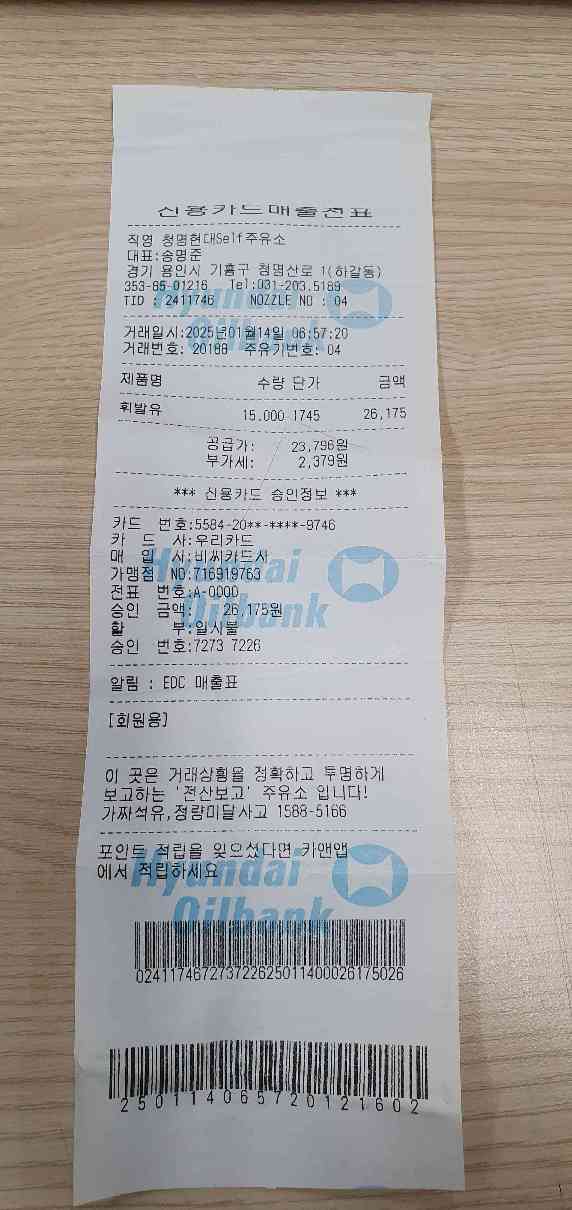 신용카드매출전표
직영 청명현대Self주유소
대표:송명준
경기 용인시 기흥구 청명산로 1(하갈동)
353-85-01216 Tel:031-203.5189
TID : 2411746 NOZZLE NO : 04
Hyundai
Oilbank
거래일시:2025년01월14일 06:57:20
거래번호: 20188 주유기번호: 04
제품명 수량 단가 금액
휘발유 15.000 1745 26,175
공급가: 23,796원
부가세: 2,379원
*** 신용카드 승인정보 ***
카드 번호:5584-20**-****-9746
카 드 사:우리카드
매 입 사:비씨카드사
가맹점 NO:716919763
전표 번호:A-0000
승인 금액: 26,175원
할 부:일시불
승인 번호:7273 7226
Hyundai
Oilbank
알림 : EDC 매출표
[회원용]
이 곳은 거래상황을 정확하고 투명하게
보고하는 '전산보고' 주유소 입니다!
가짜석유,정량미달사고 1588-5166
포인트 적립을 잊으셨다면 카앤앱
에서 적립하세요
Hyundai
Oilbank
024117467273722625011400026175026
250114065720121602